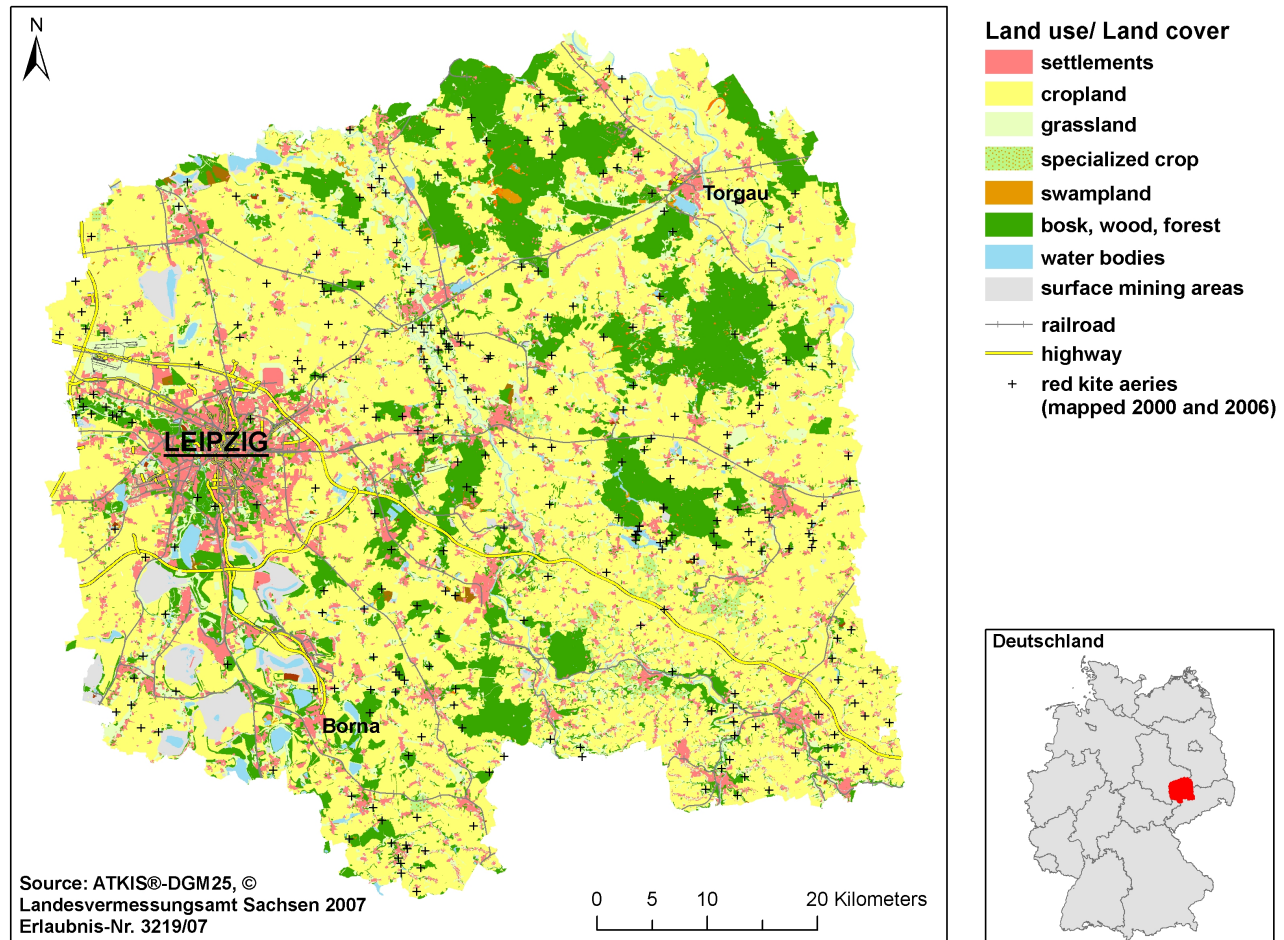 N
Torgau
LEIPZIG
Borna
Source: ATKIS®-DGM25, ©
Landesvermessungsamt Sachsen 2007
Erlaubnis-Nr. 3219/07
0 5 10 20 Kilometers
Land use/ Land cover
settlements
cropland
grassland
specialized crop
swampland
bosk, wood, forest
water bodies
surface mining areas
railroad
highway
red kite aeries
(mapped 2000 and 2006)
Deutschland